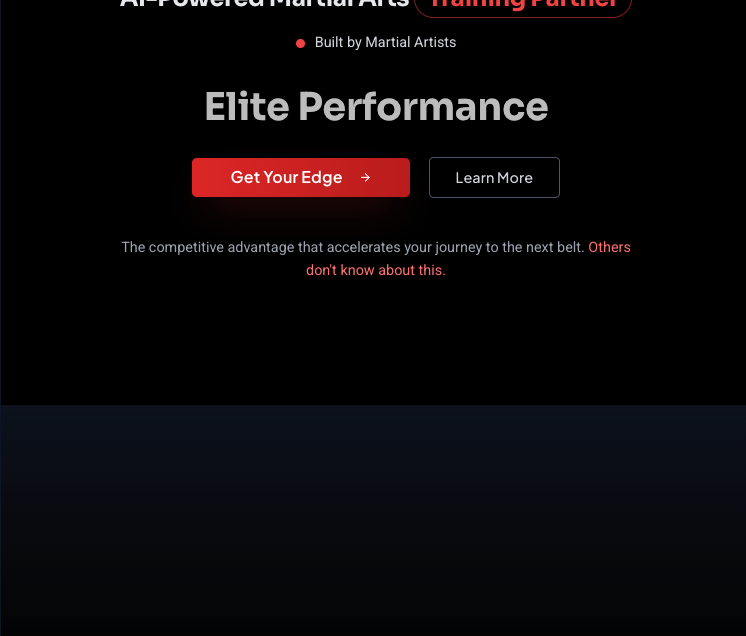 AI-Powered Martial Arts Training Partner
Built by Martial Artists
Elite Performance
Get Your Edge →
Learn More
The competitive advantage that accelerates your journey to the next belt. Others
don't know about this.